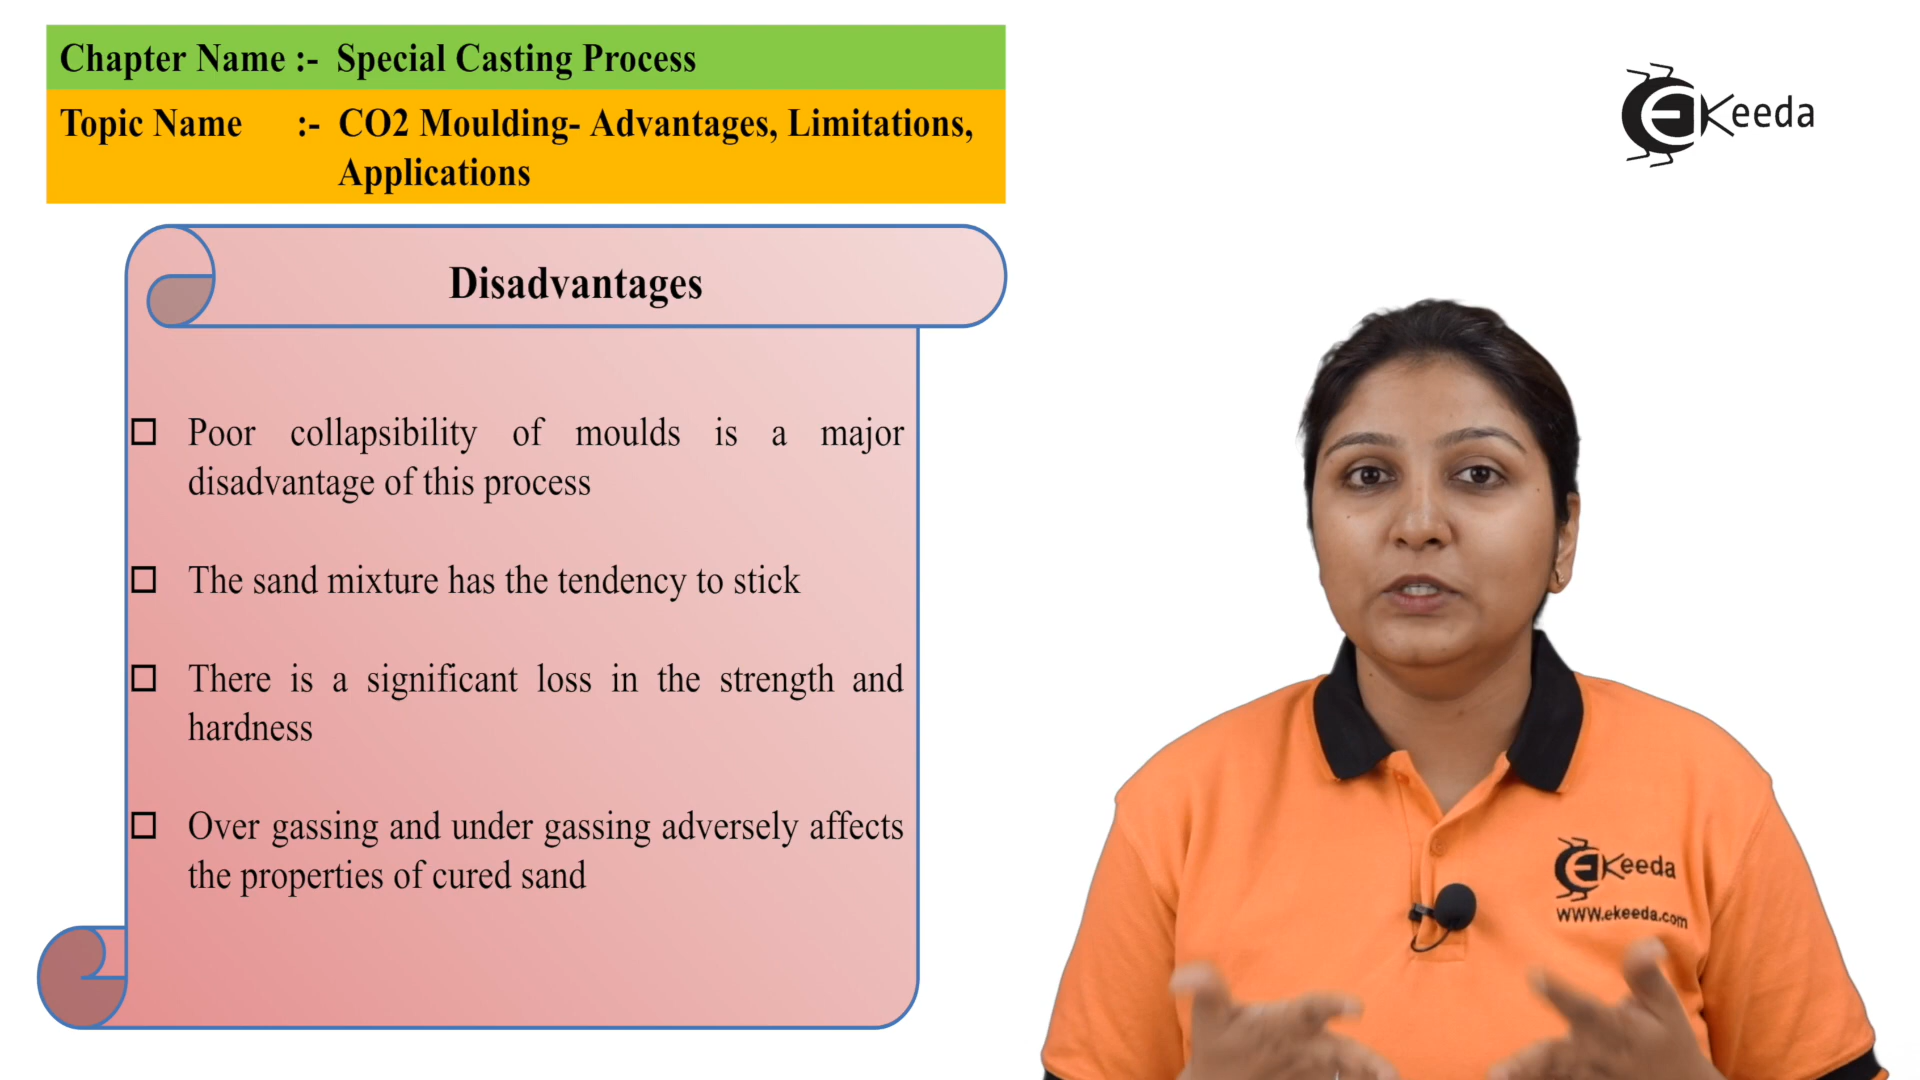 Chapter Name :- Special Casting Process
Topic Name :- CO2 Moulding- Advantages, Limitations,
Applications
EKeeda
Disadvantages
Poor collapsibility of moulds is a major
disadvantage of this process
The sand mixture has the tendency to stick
There is a significant loss in the strength and
hardness
Over gassing and under gassing adversely affects
the properties of cured sand
EKeeda
WWW.ekeeda.com